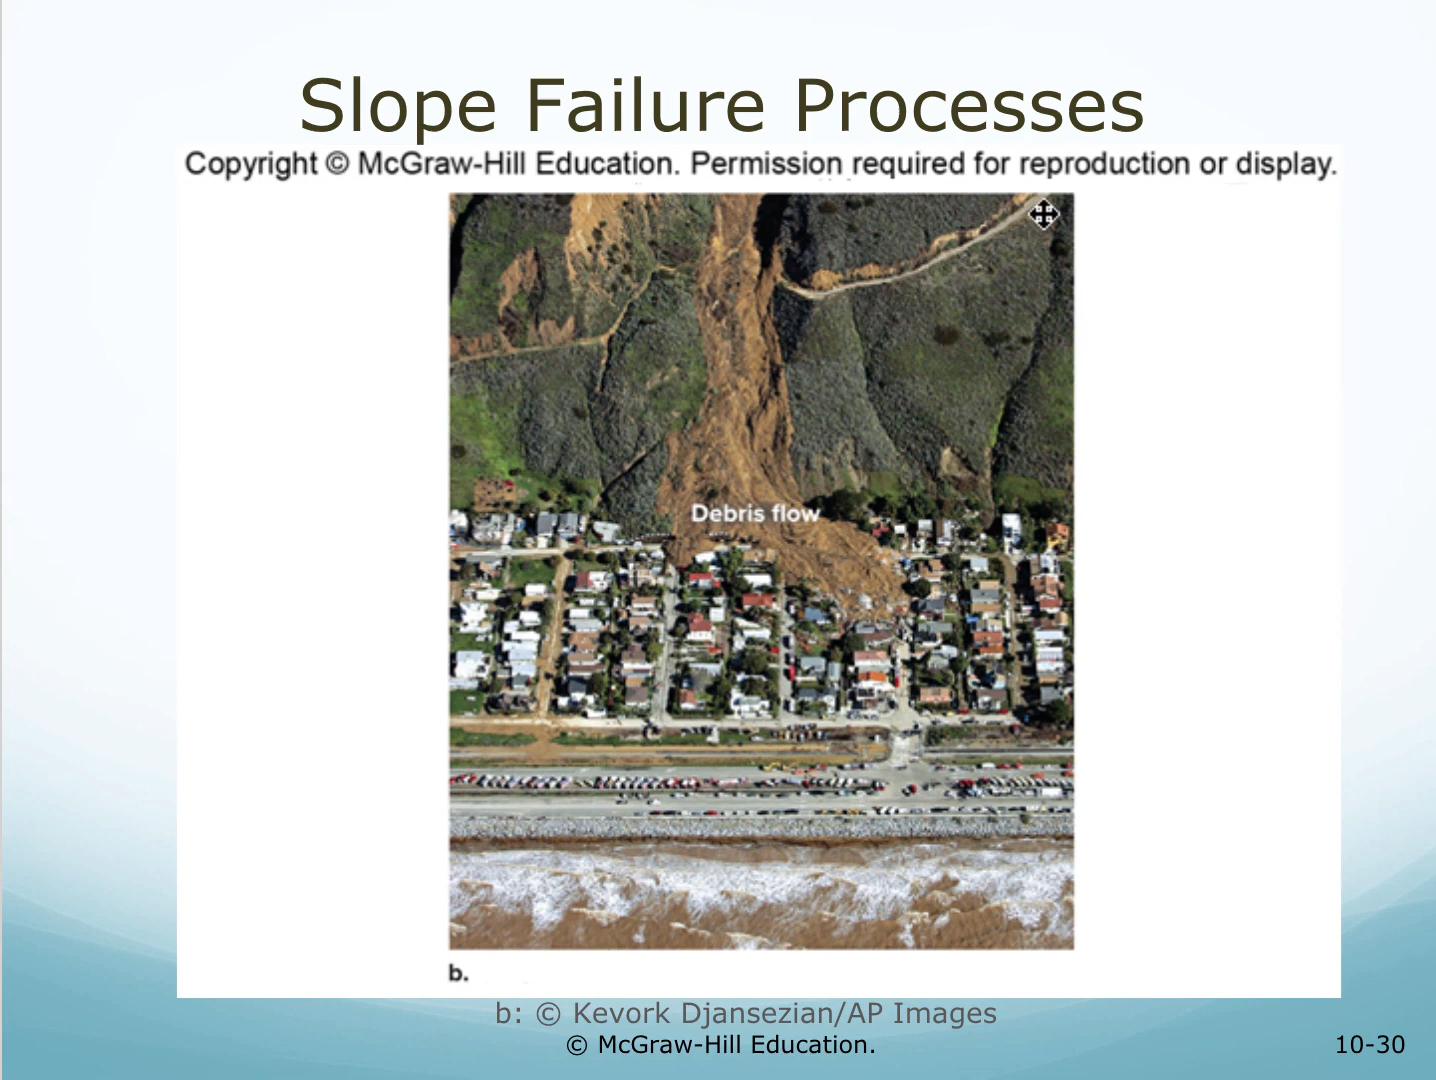 Slope Failure Processes
Copyright © McGraw-Hill Education. Permission required for reproduction or display.
Debris flow
b.
b: © Kevork Djansezian/AP Images
© McGraw-Hill Education.
10-30